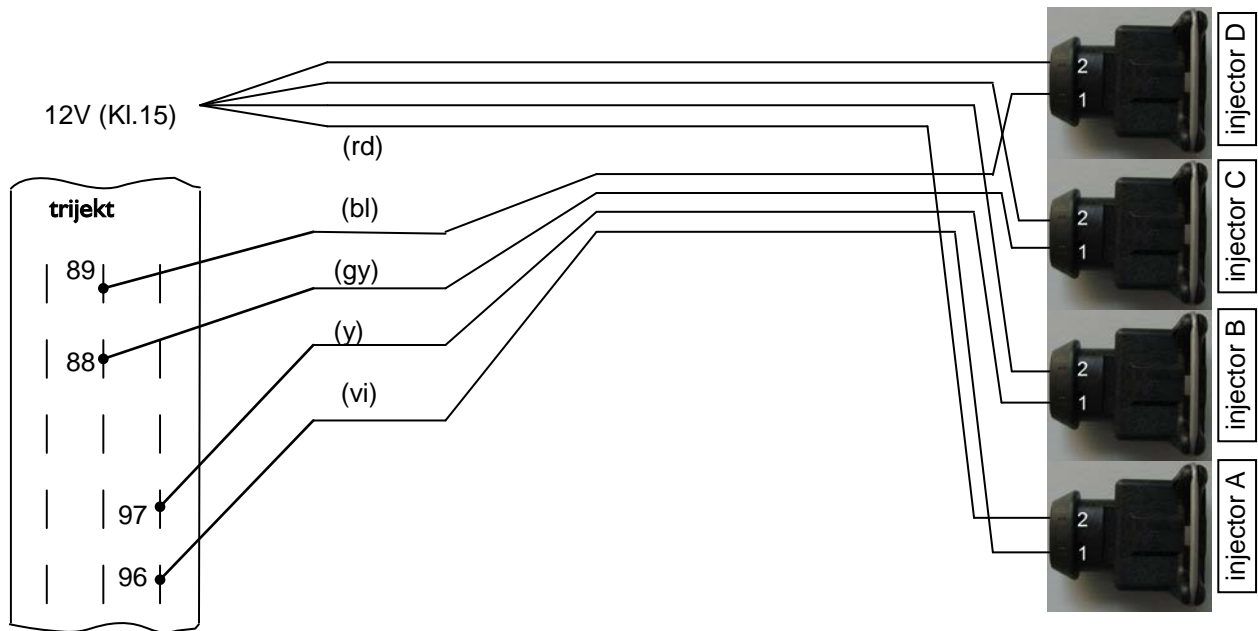 12V (Kl.15)
(rd)
trijekt
(bl)
89
(gy)
88
(y)
(vi)
97
96
2
1
injector D
2
1
injector C
2
1
injector B
2
1
injector A